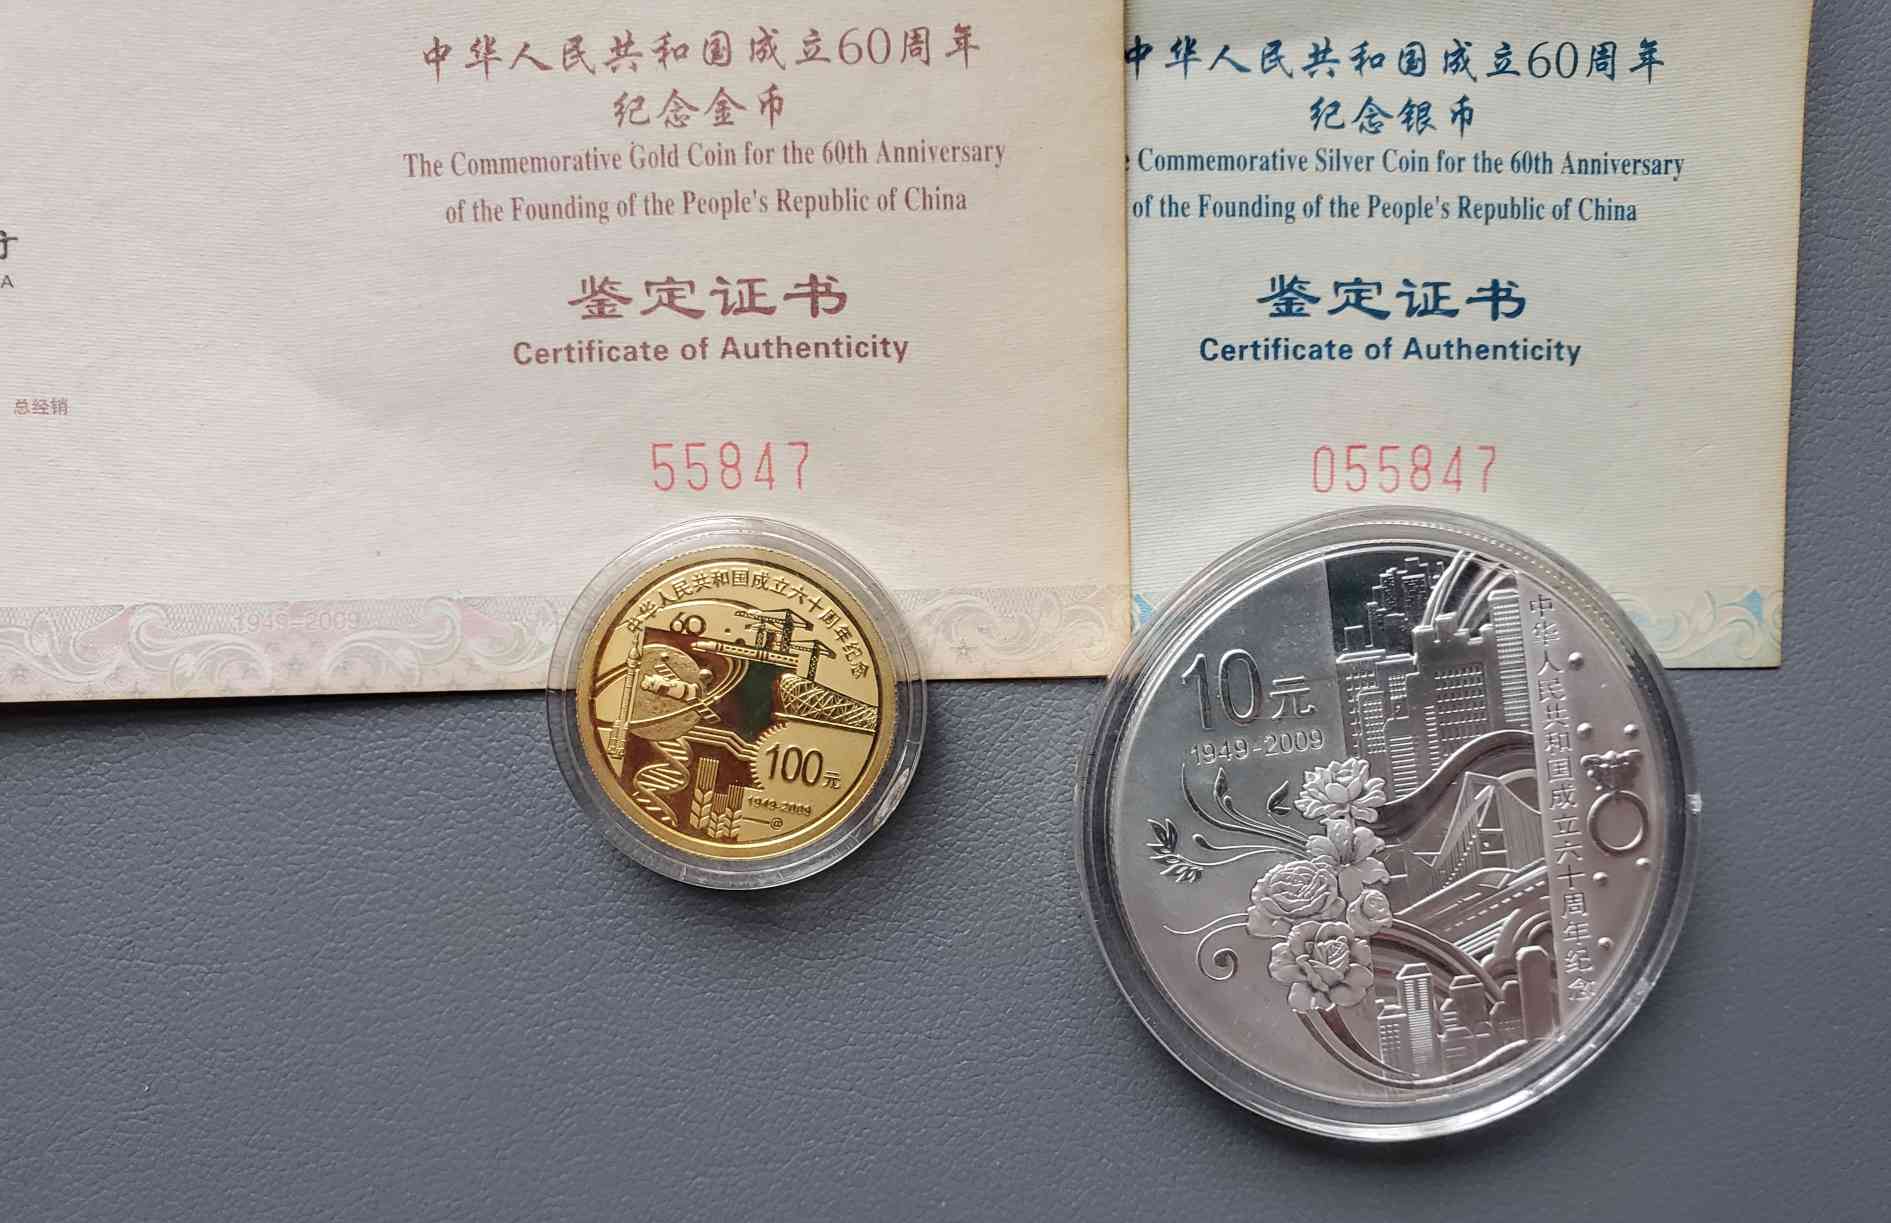 中华人民共和国成立60周年
纪念金币
The Commemorative Gold Coin for the 60th Anniversary
of the Founding of the People's Republic of China
鉴定证书
Certificate of Authenticity
55847
总经销
1949-2009
中华人民共和国成立60周年
纪念银币
Commemorative Silver Coin for the 60th Anniversary
of the Founding of the People's Republic of China
鉴定证书
Certificate of Authenticity
055847
中华人民共和国成立六十周年纪念
60
100元
1949-2009
@
10元
1949-2009
中华人民共和国成立六十周年纪念